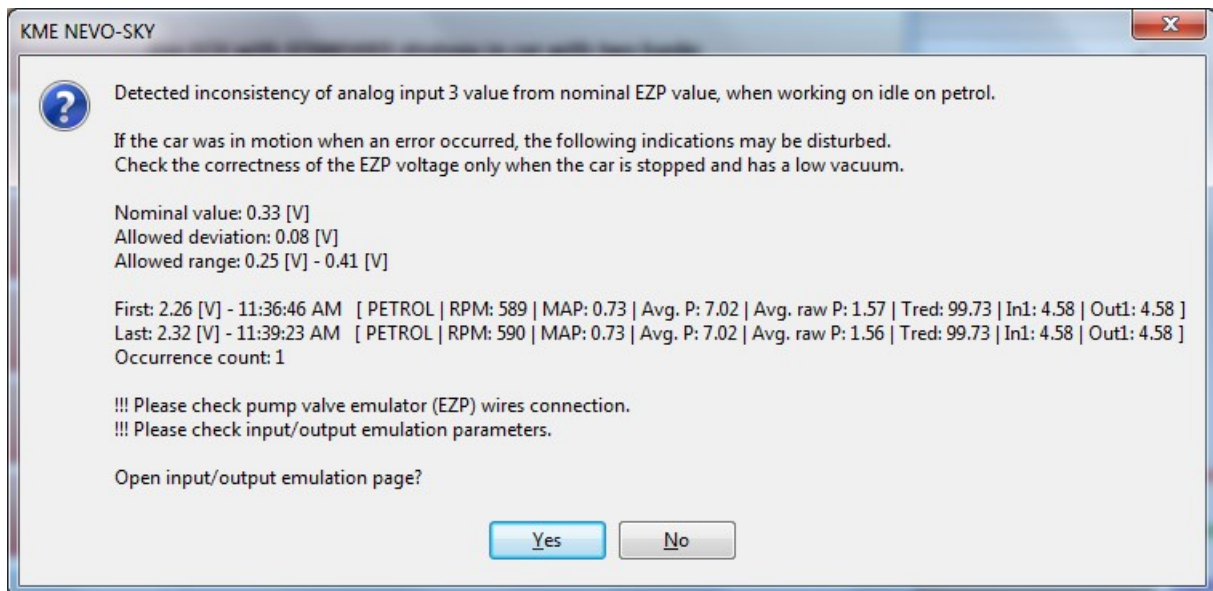 KME NEVO-SKY
Detected inconsistency of analog input 3 value from nominal EZP value, when working on idle on petrol.
If the car was in motion when an error occurred, the following indications may be disturbed.
Check the correctness of the EZP voltage only when the car is stopped and has a low vacuum.
Nominal value: 0.33 [V]
Allowed deviation: 0.08 [V]
Allowed range: 0.25 [V] - 0.41 [V]
First: 2.26 [V] - 11:36:46 AM [ PETROL | RPM: 589 | MAP: 0.73 | Avg. P: 7.02 | Avg. raw P: 1.57 | Tred: 99.73 | In1: 4.58 | Out1: 4.58 ]
Last: 2.32 [V] - 11:39:23 AM [ PETROL | RPM: 590 | MAP: 0.73 | Avg. P: 7.02 | Avg. raw P: 1.56 | Tred: 99.73 | In1: 4.58 | Out1: 4.58 ]
Occurrence count: 1
!!! Please check pump valve emulator (EZP) wires connection.
!!! Please check input/output emulation parameters.
Open input/output emulation page?
Yes No